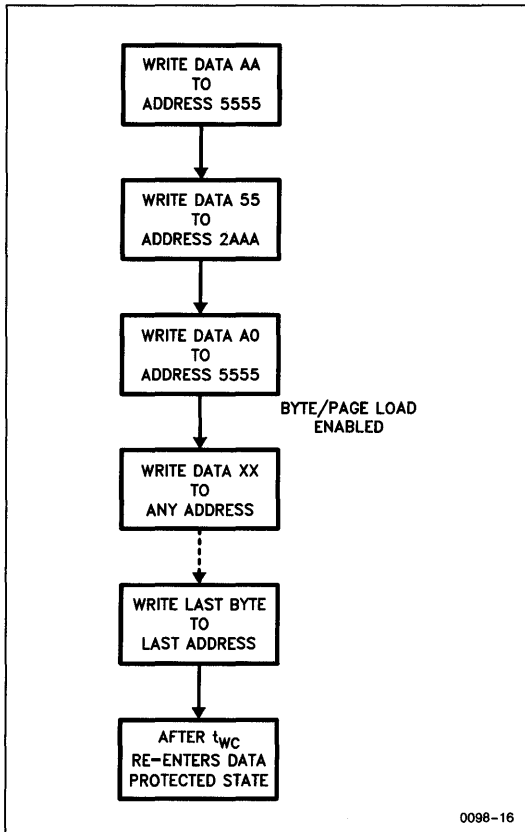 WRITE DATA AA
TO
ADDRESS 5555
WRITE DATA 55
TO
ADDRESS 2AAA
WRITE DATA A0
TO
ADDRESS 5555
BYTE/PAGE LOAD
ENABLED
WRITE DATA XX
TO
ANY ADDRESS
WRITE LAST BYTE
TO
LAST ADDRESS
AFTER tWC
RE-ENTERS DATA
PROTECTED STATE
0098-16